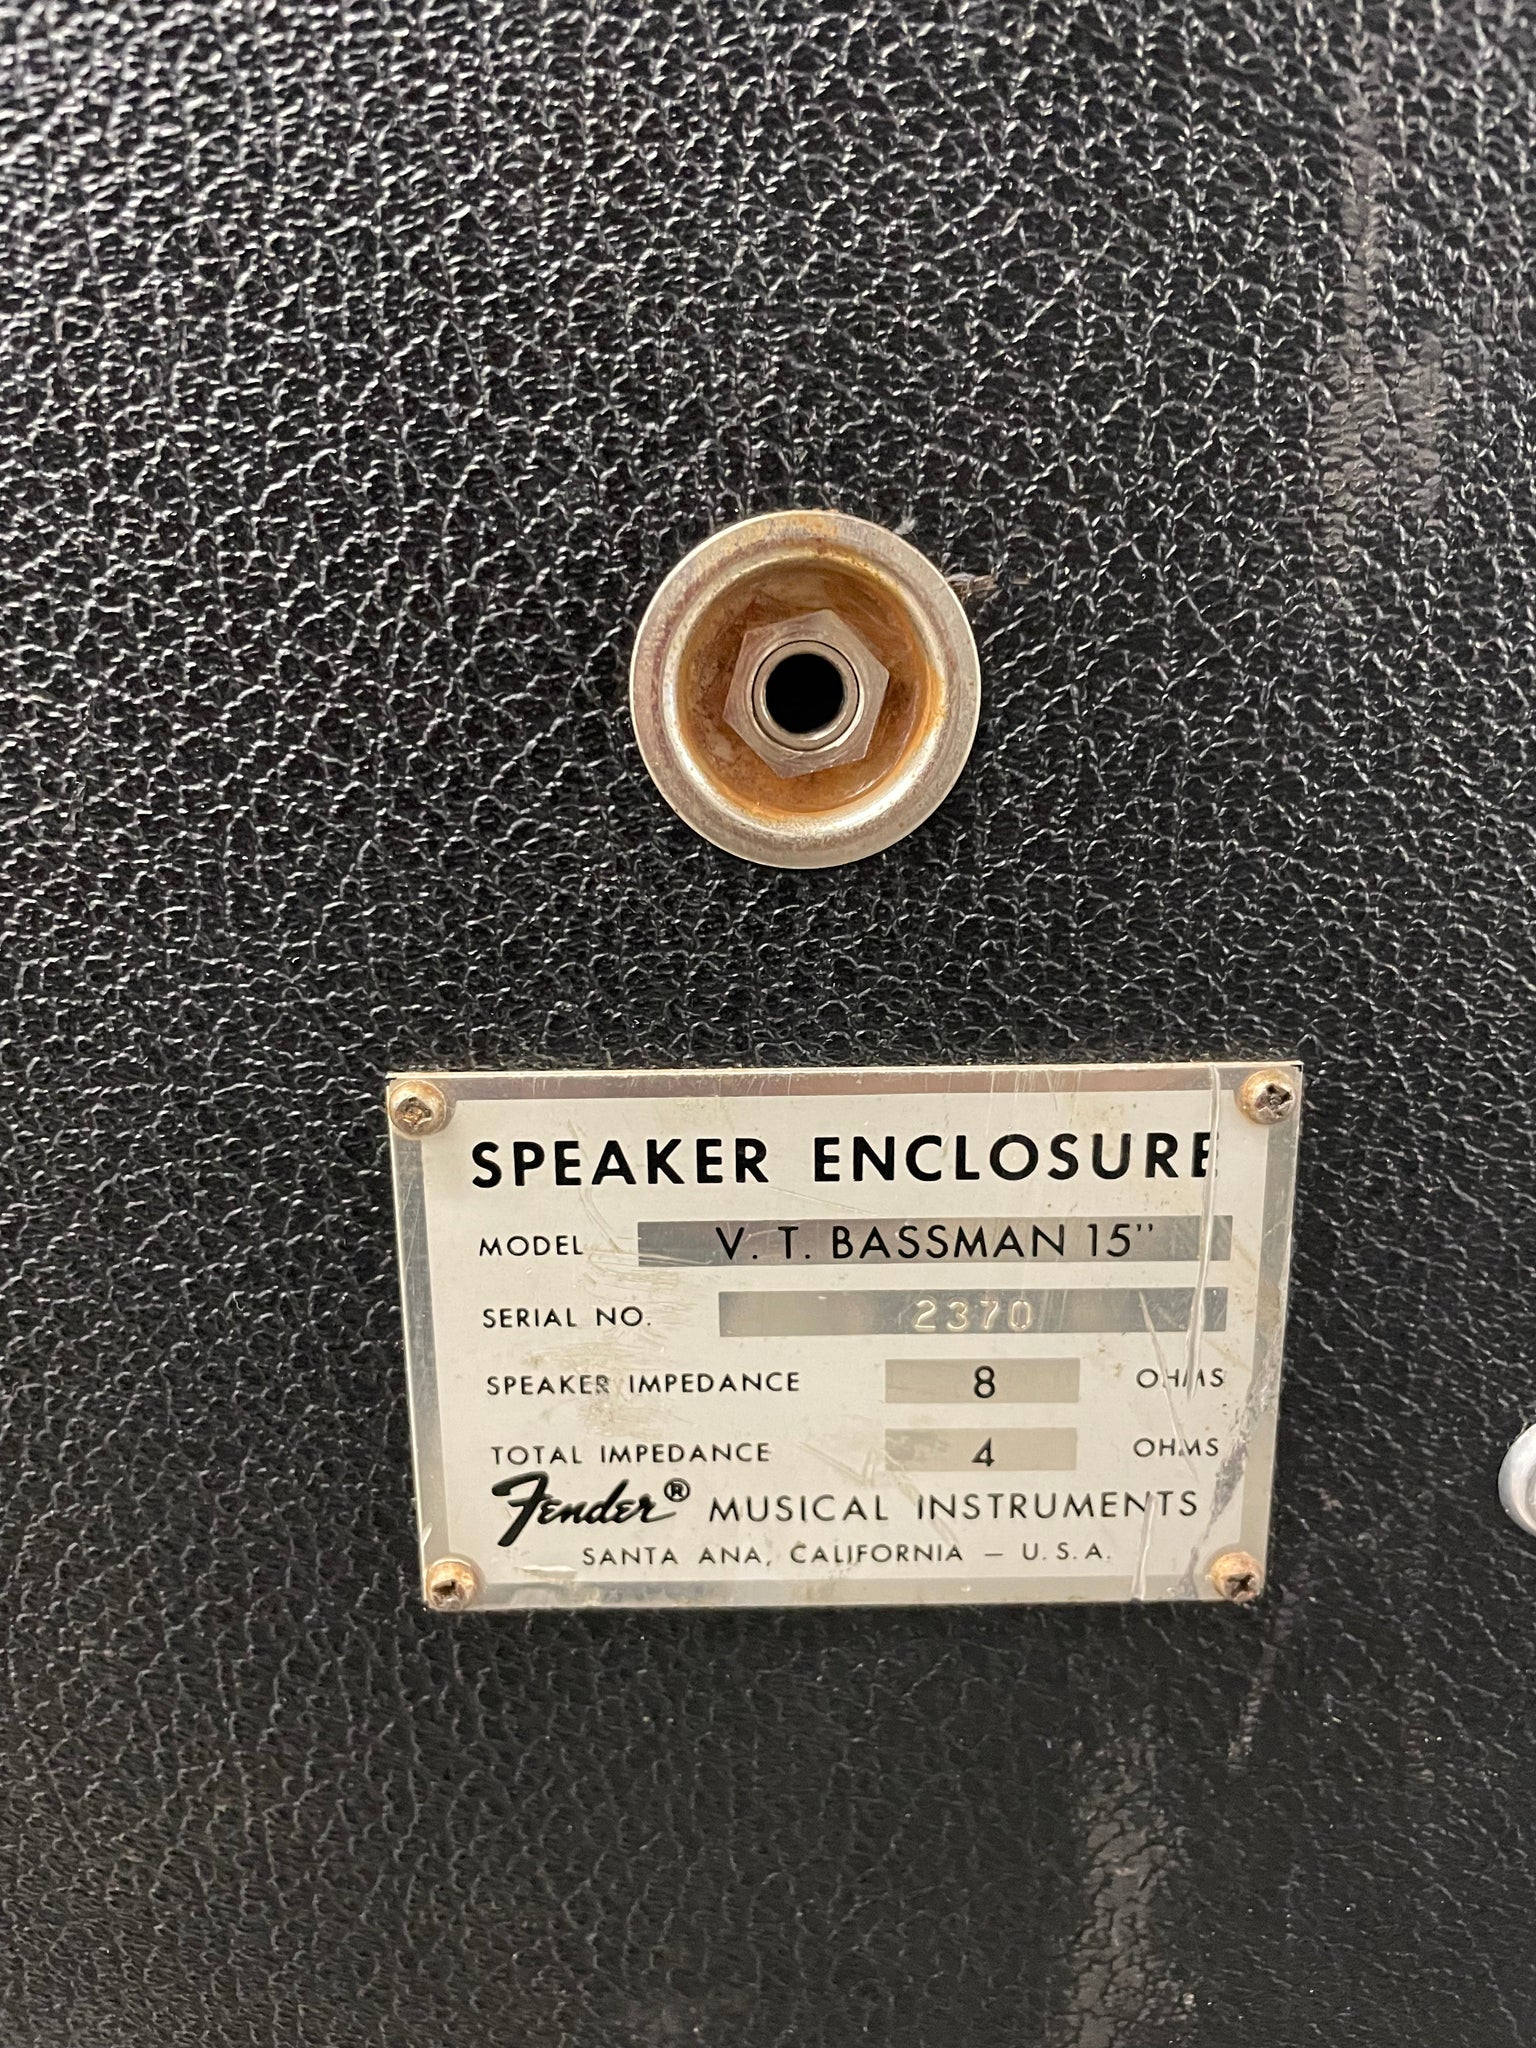 SPEAKER ENCLOSURE
MODEL V. T. BASSMAN 15"
SERIAL NO. 2370
SPEAKER IMPEDANCE 8 OHMS
TOTAL IMPEDANCE 4 OHMS
Fender® MUSICAL INSTRUMENTS
SANTA ANA, CALIFORNIA — U.S.A.